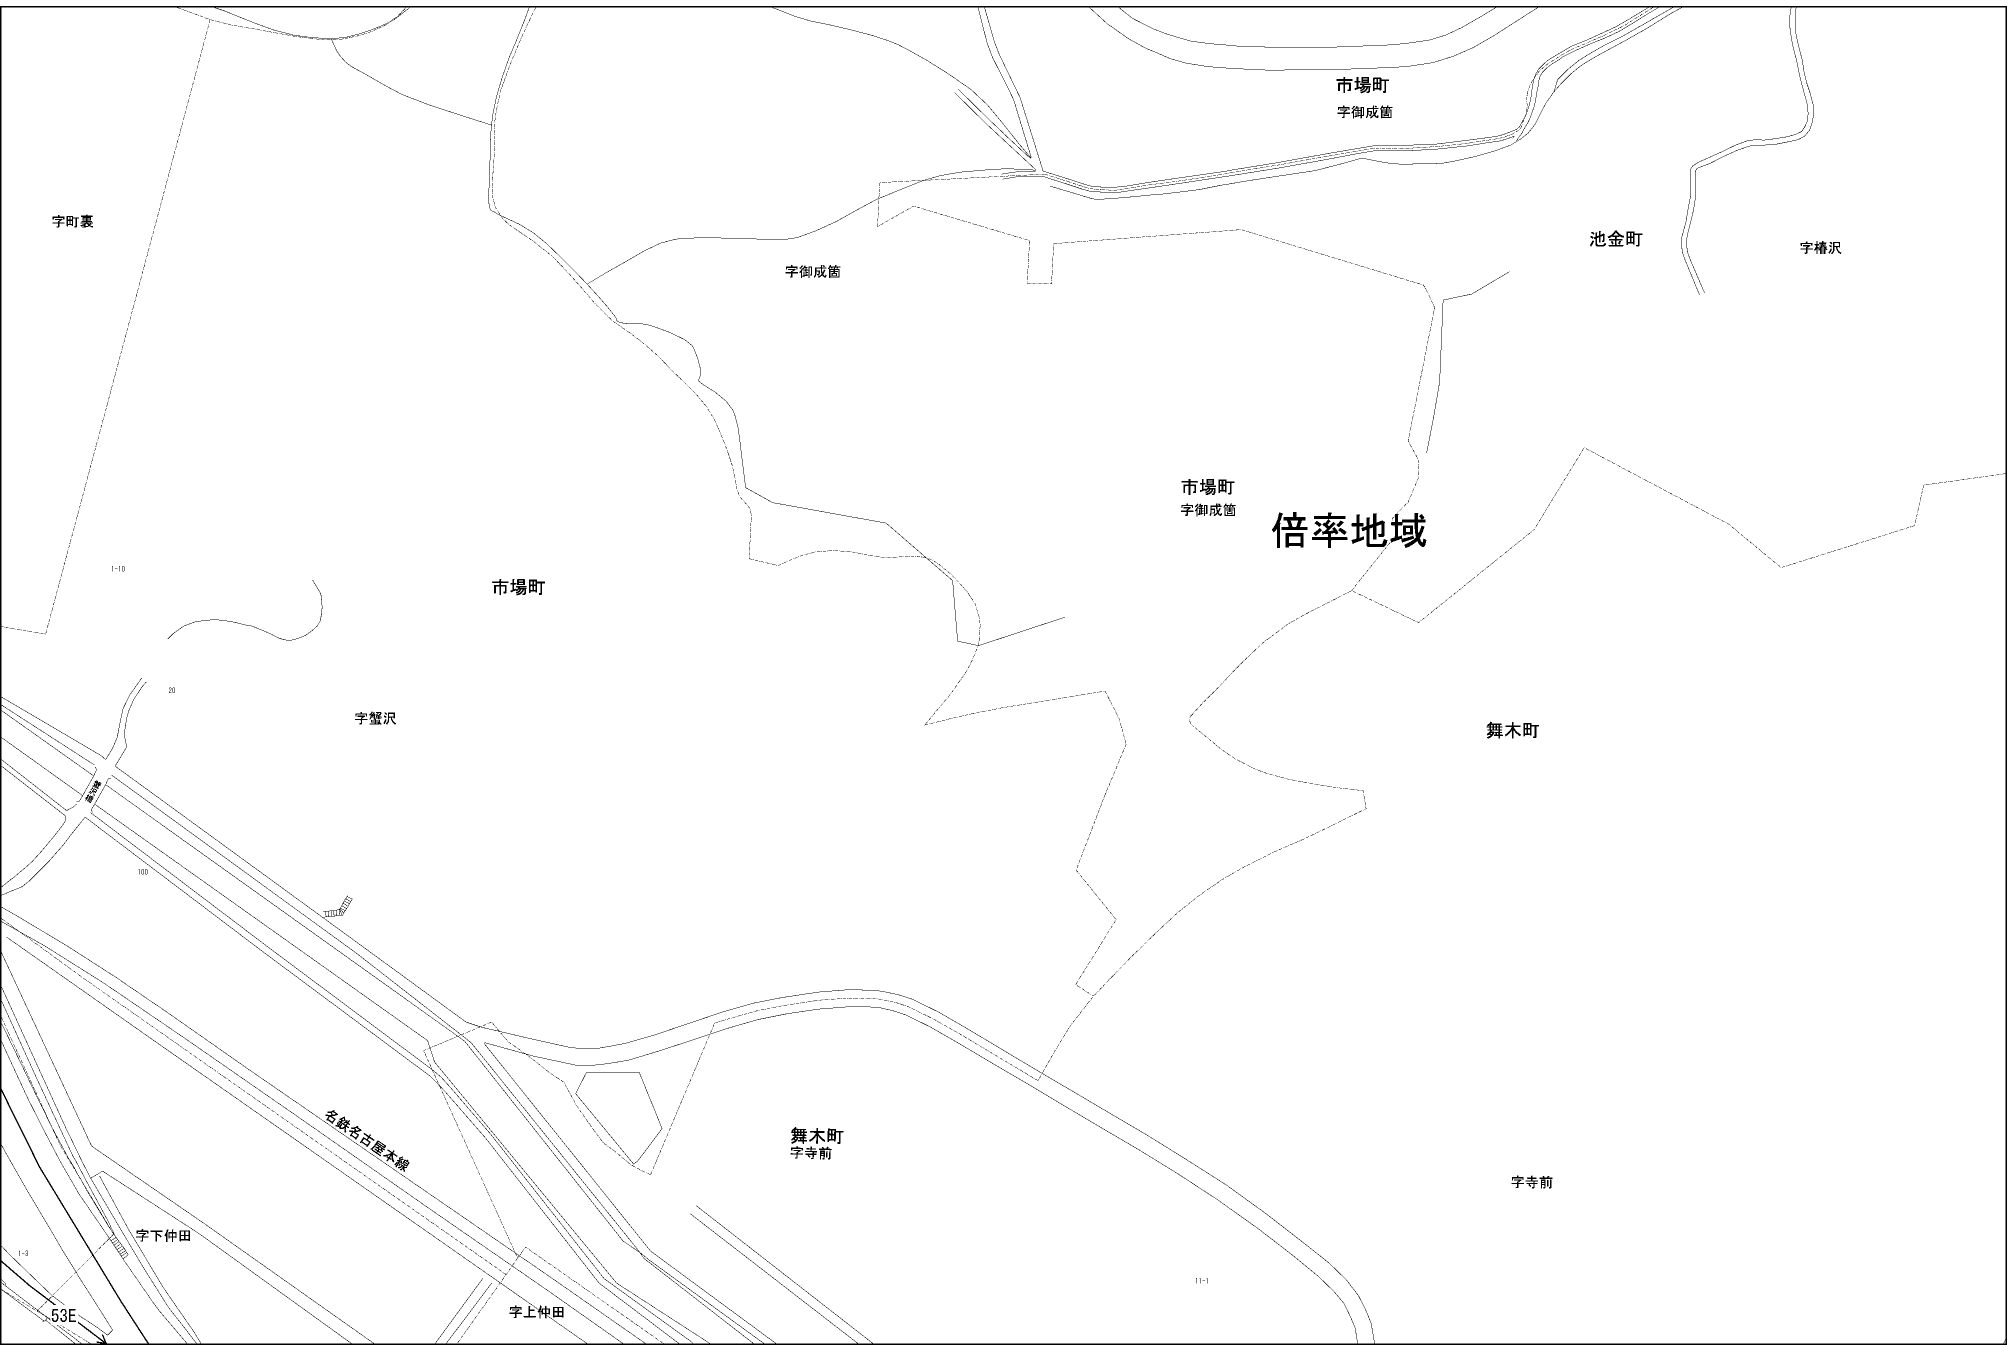 市場町
字御成箇
字町裏
池金町
字椿沢
字御成箇
市場町
字御成箇
倍率地域
1-10
市場町
20
字蟹沢
舞木町
100
名鉄名古屋本線
舞木町
字寺前
字寺前
字下仲田
1-3
11-1
字上仲田
53E